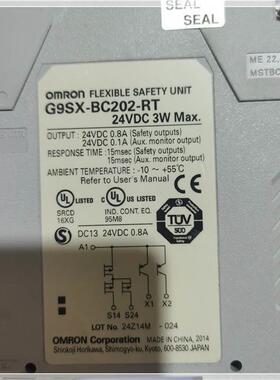 SEAL
SEAL
ME 22,
MSTBC
OMRON FLEXIBLE SAFETY UNIT
G9SX-BC202-RT
24VDC 3W Max.
OUTPUT : 24VDC 0.8A (Safety outputs)
24VDC 0.1A (Aux. monitor output)
RESPONSE : 15msec (Safety outputs)
15msec (Aux. monitor output)
AMBIENT TEMPERATURE : -10 ~ +55℃
Refer to User's Manual
C UL US
LISTED
SRCD
16XG
IND. CONT. EQ.
95M8
TÜV
SÜD
DC13 24VDC 0.8A
A1
S14 S24
X1 X2
LOT No. 24Z14M -024
OMRON Corporation MADE IN CHINA, 2014
Shiokoji Horikawa, Shimogyo-ku, Kyoto, 600-8530 JAPAN